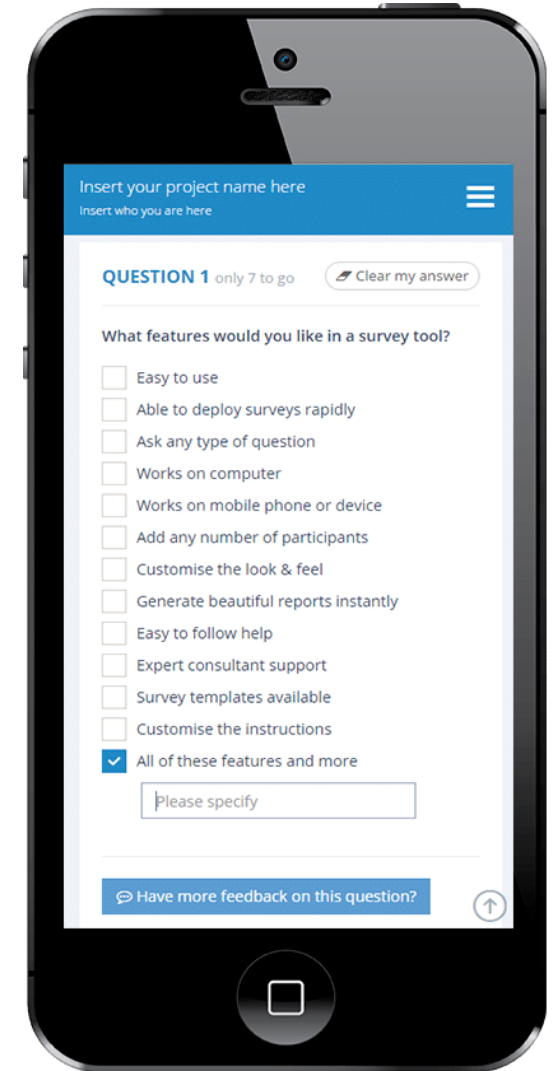 Insert your project name here
Insert who you are here
QUESTION 1 only 7 to go
Clear my answer
What features would you like in a survey tool?
Easy to use
Able to deploy surveys rapidly
Ask any type of question
Works on computer
Works on mobile phone or device
Add any number of participants
Customise the look & feel
Generate beautiful reports instantly
Easy to follow help
Expert consultant support
Survey templates available
Customise the instructions
All of these features and more
Please specify
Have more feedback on this question?